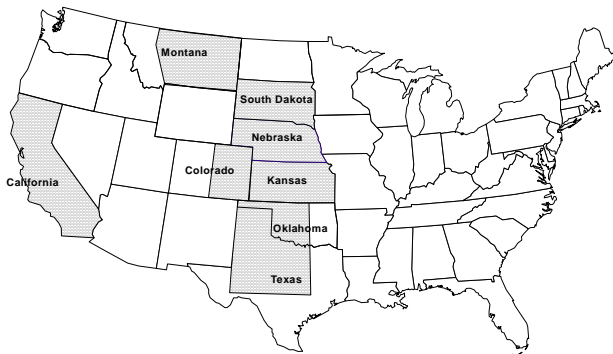 Montana
South Dakota
Nebraska
Colorado
Kansas
California
Oklahoma
Texas